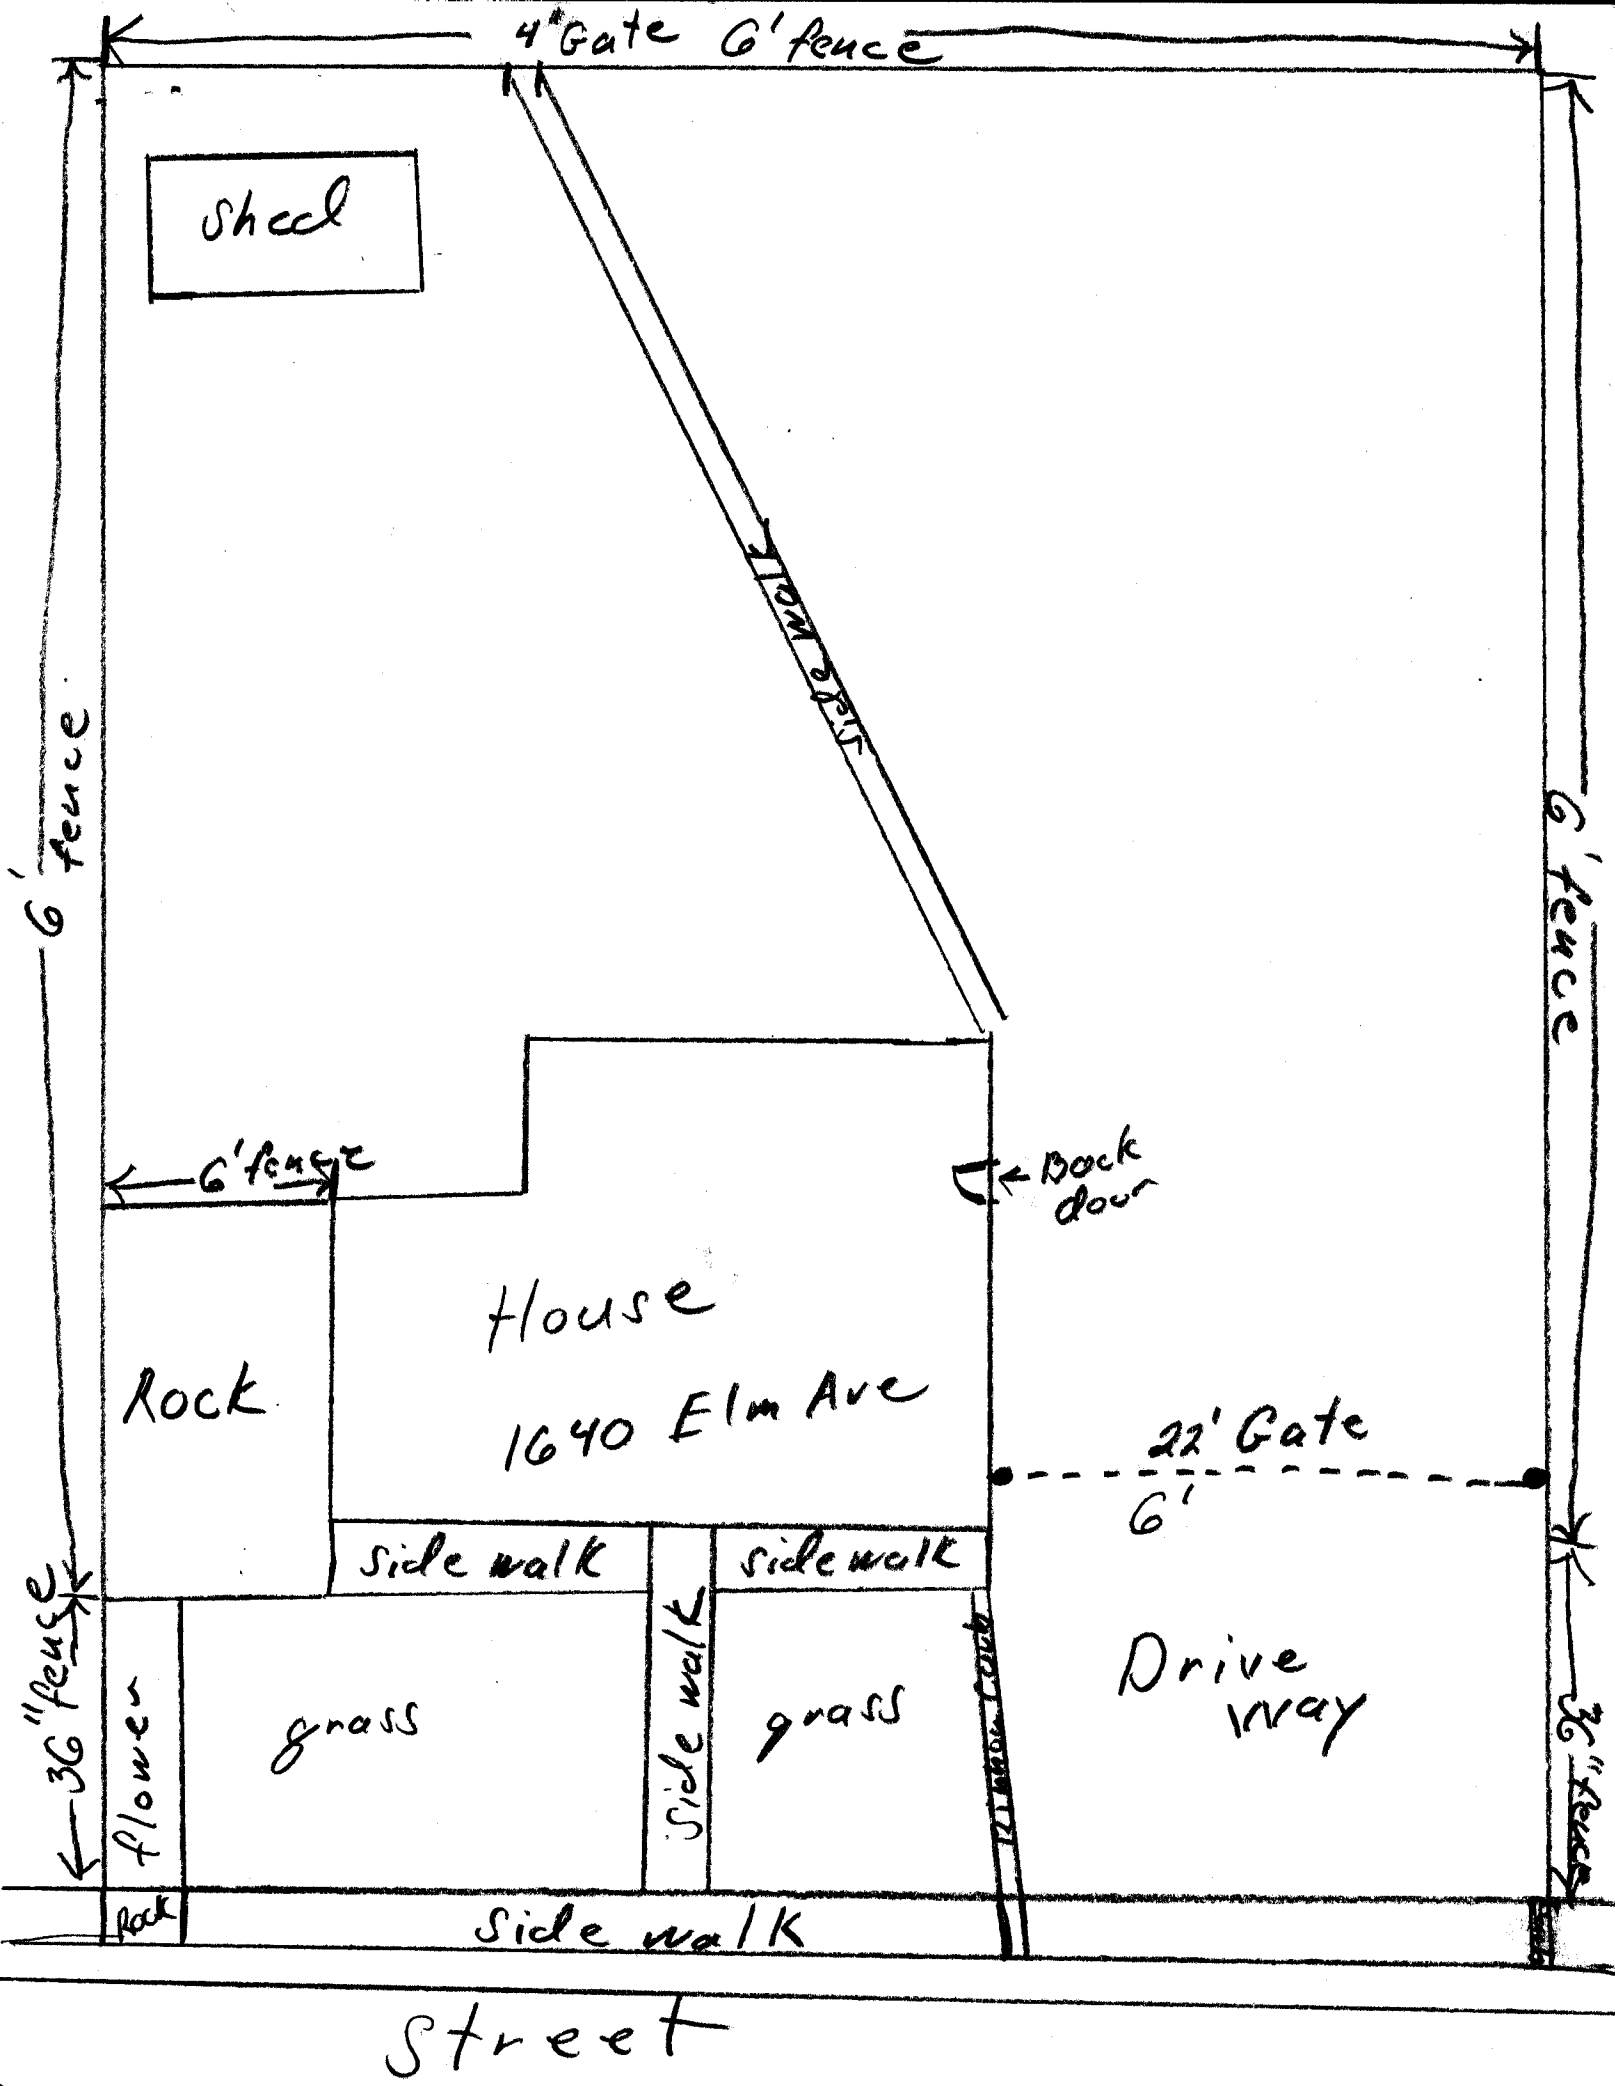 4" Gate 6' fence
shed
side walk
6' fence
6' fence
6' fence
Back
door
House
1640 Elm Ave
Rock
22' Gate
6'
side walk
sidewalk
36" fence
flower
grass
side walk
grass
Drive
way
36" fence
Rock
side walk
Street